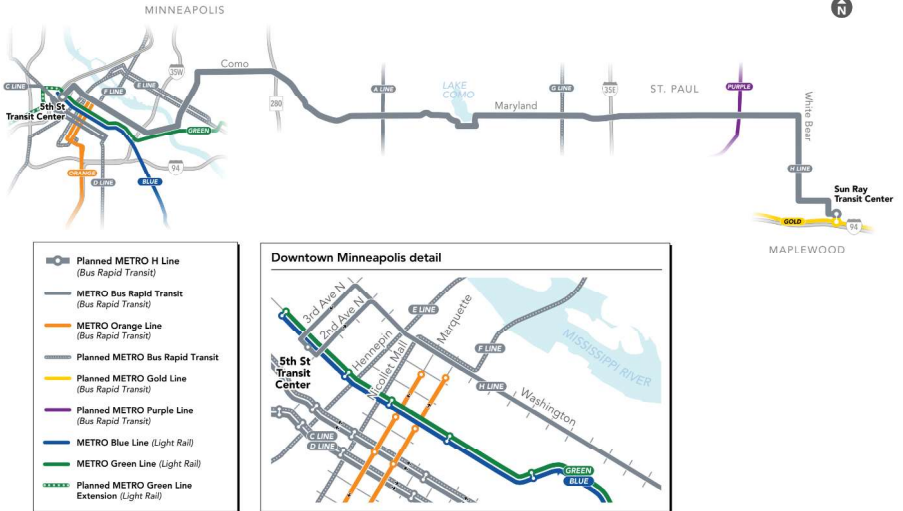 MINNEAPOLIS
N
Como
35W
C LINE
F LINE
E LINE
5th St
Transit Center
GREEN
280
A LINE
LAKE
COMO
Maryland
G LINE
35E
ST. PAUL
PURPLE
White Bear
94
ORANGE
D LINE
BLUE
H LINE
Sun Ray
Transit Center
GOLD
94
MAPLEWOOD
Planned METRO H Line
(Bus Rapid Transit)
METRO Bus Rapid Transit
(Bus Rapid Transit)
METRO Orange Line
(Bus Rapid Transit)
Planned METRO Bus Rapid Transit
Planned METRO Gold Line
(Bus Rapid Transit)
Planned METRO Purple Line
(Bus Rapid Transit)
METRO Blue Line (Light Rail)
METRO Green Line (Light Rail)
Planned METRO Green Line
Extension (Light Rail)
Downtown Minneapolis detail
3rd Ave N
2nd Ave N
Hennepin
Nicollet Mall
Marquette
E LINE
F LINE
MISSISSIPPI RIVER
5th St
Transit
Center
H LINE
Washington
C LINE
D LINE
GREEN
BLUE